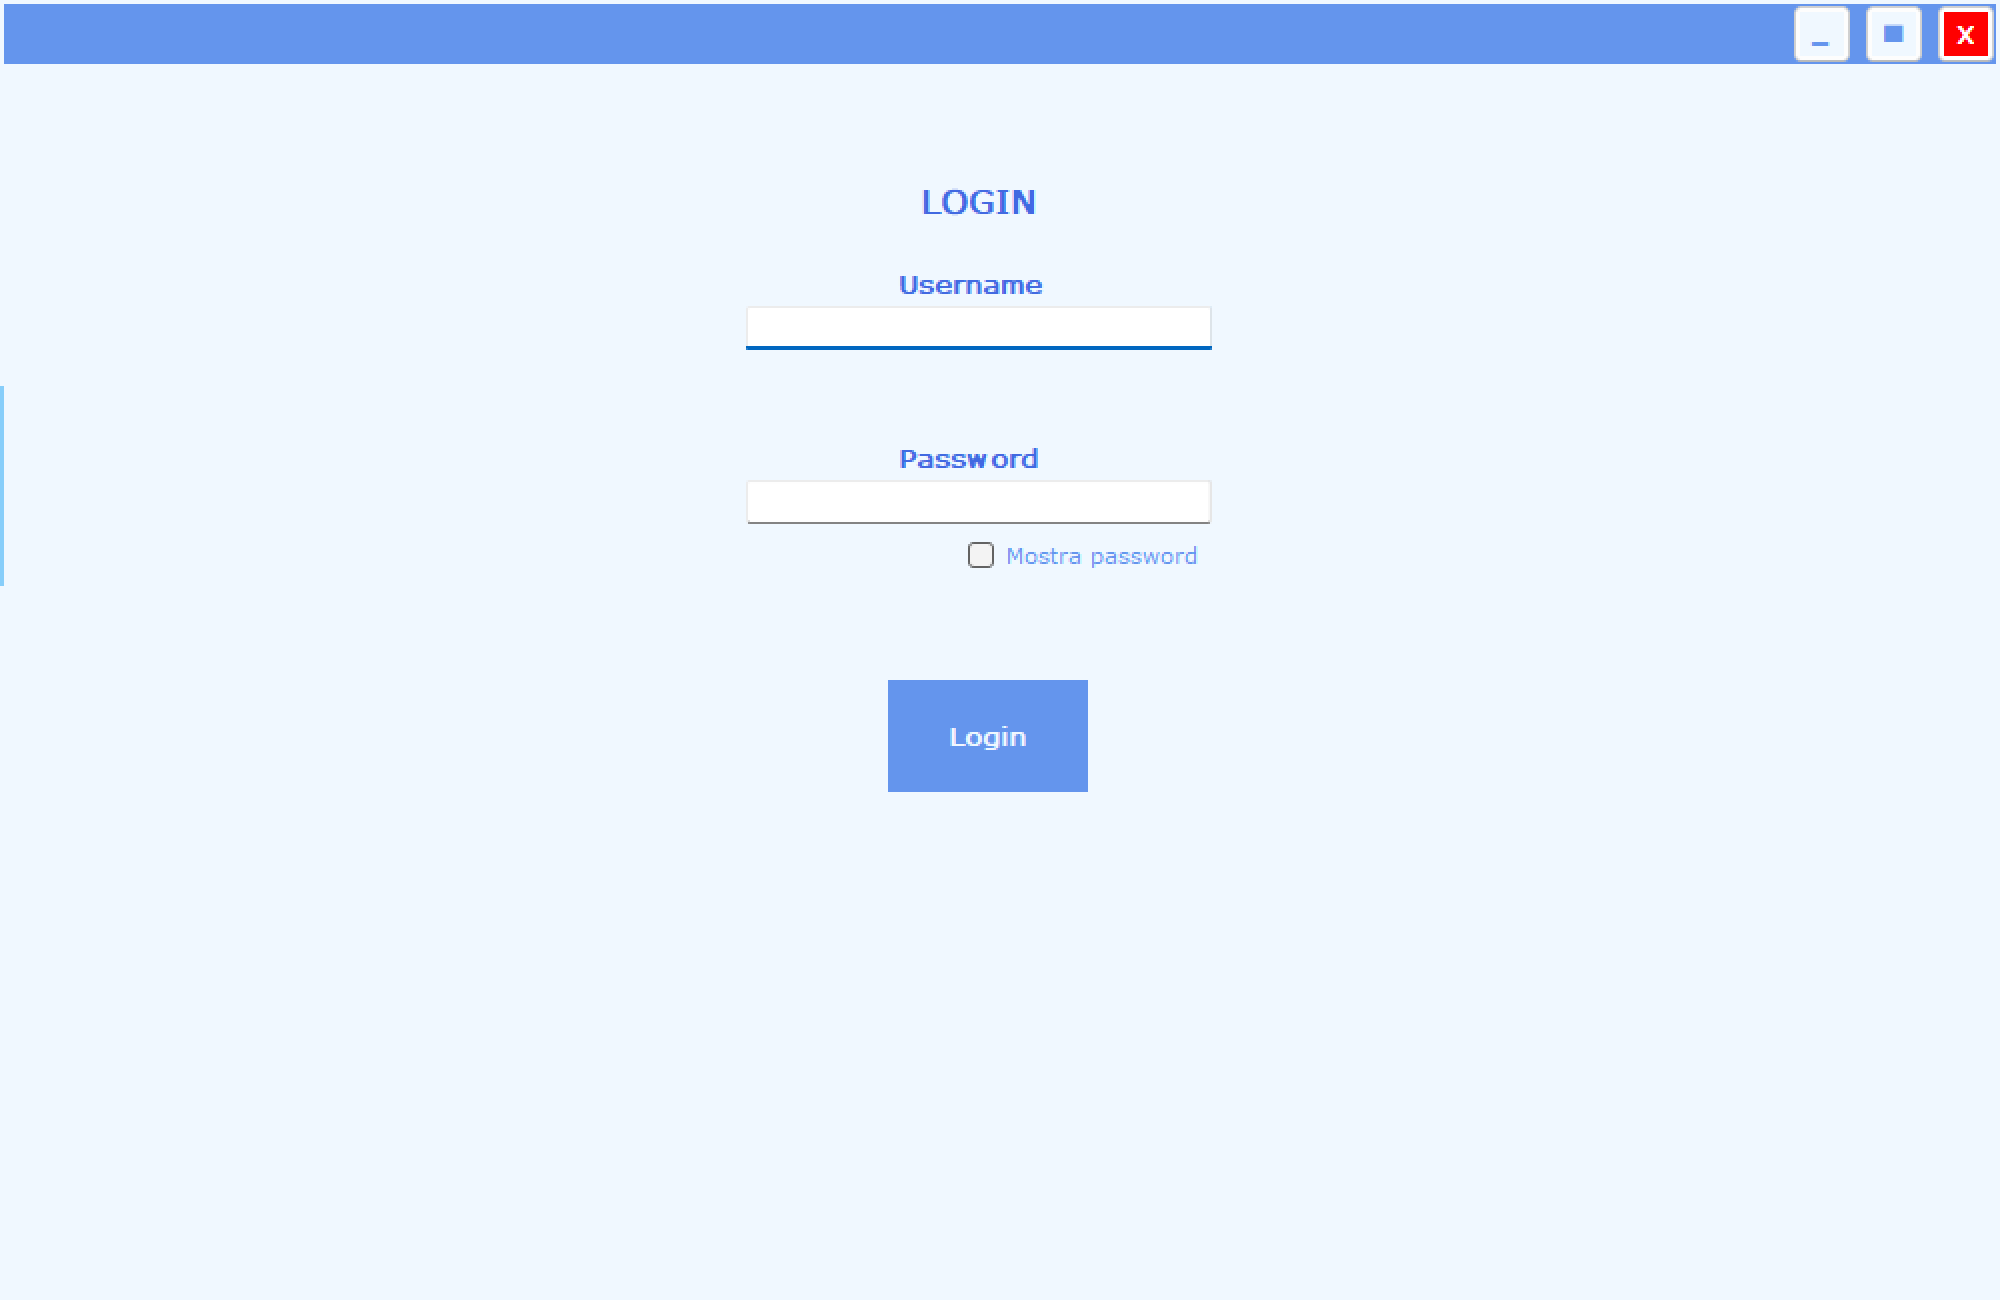 _ ■ X
LOGIN
Username
Password
Mostra password
Login